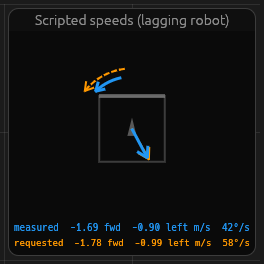 Scripted speeds (lagging robot)
measured -1.69 fwd -0.90 left m/s 42°/s
requested -1.78 fwd -0.99 left m/s 58°/s